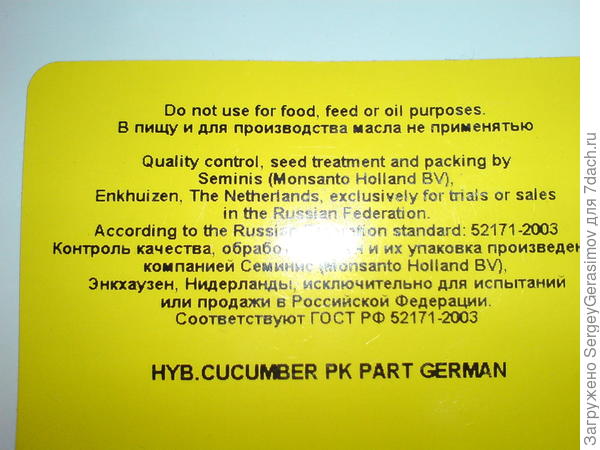 Do not use for food, feed or oil purposes.
В пищу и для производства масла не применятью
Quality control, seed treatment and packing by
Seminis (Monsanto Holland BV),
Enkhuizen, The Netherlands, exclusively for trials or sales
in the Russian Federation.
According to the Russian Federation standard: 52171-2003
Контроль качества, и их упаковка
компанией Семинис (Monsanto Holland BV),
Энкхаузен, Нидерланды, исключительно для испытаний
или продажи в Российской Федерации.
Соответствуют ГОСТ РФ 52171-2003
HYB.CUCUMBER PK PART GERMAN
Загружено SergeyGerasimov для 7dach.ru